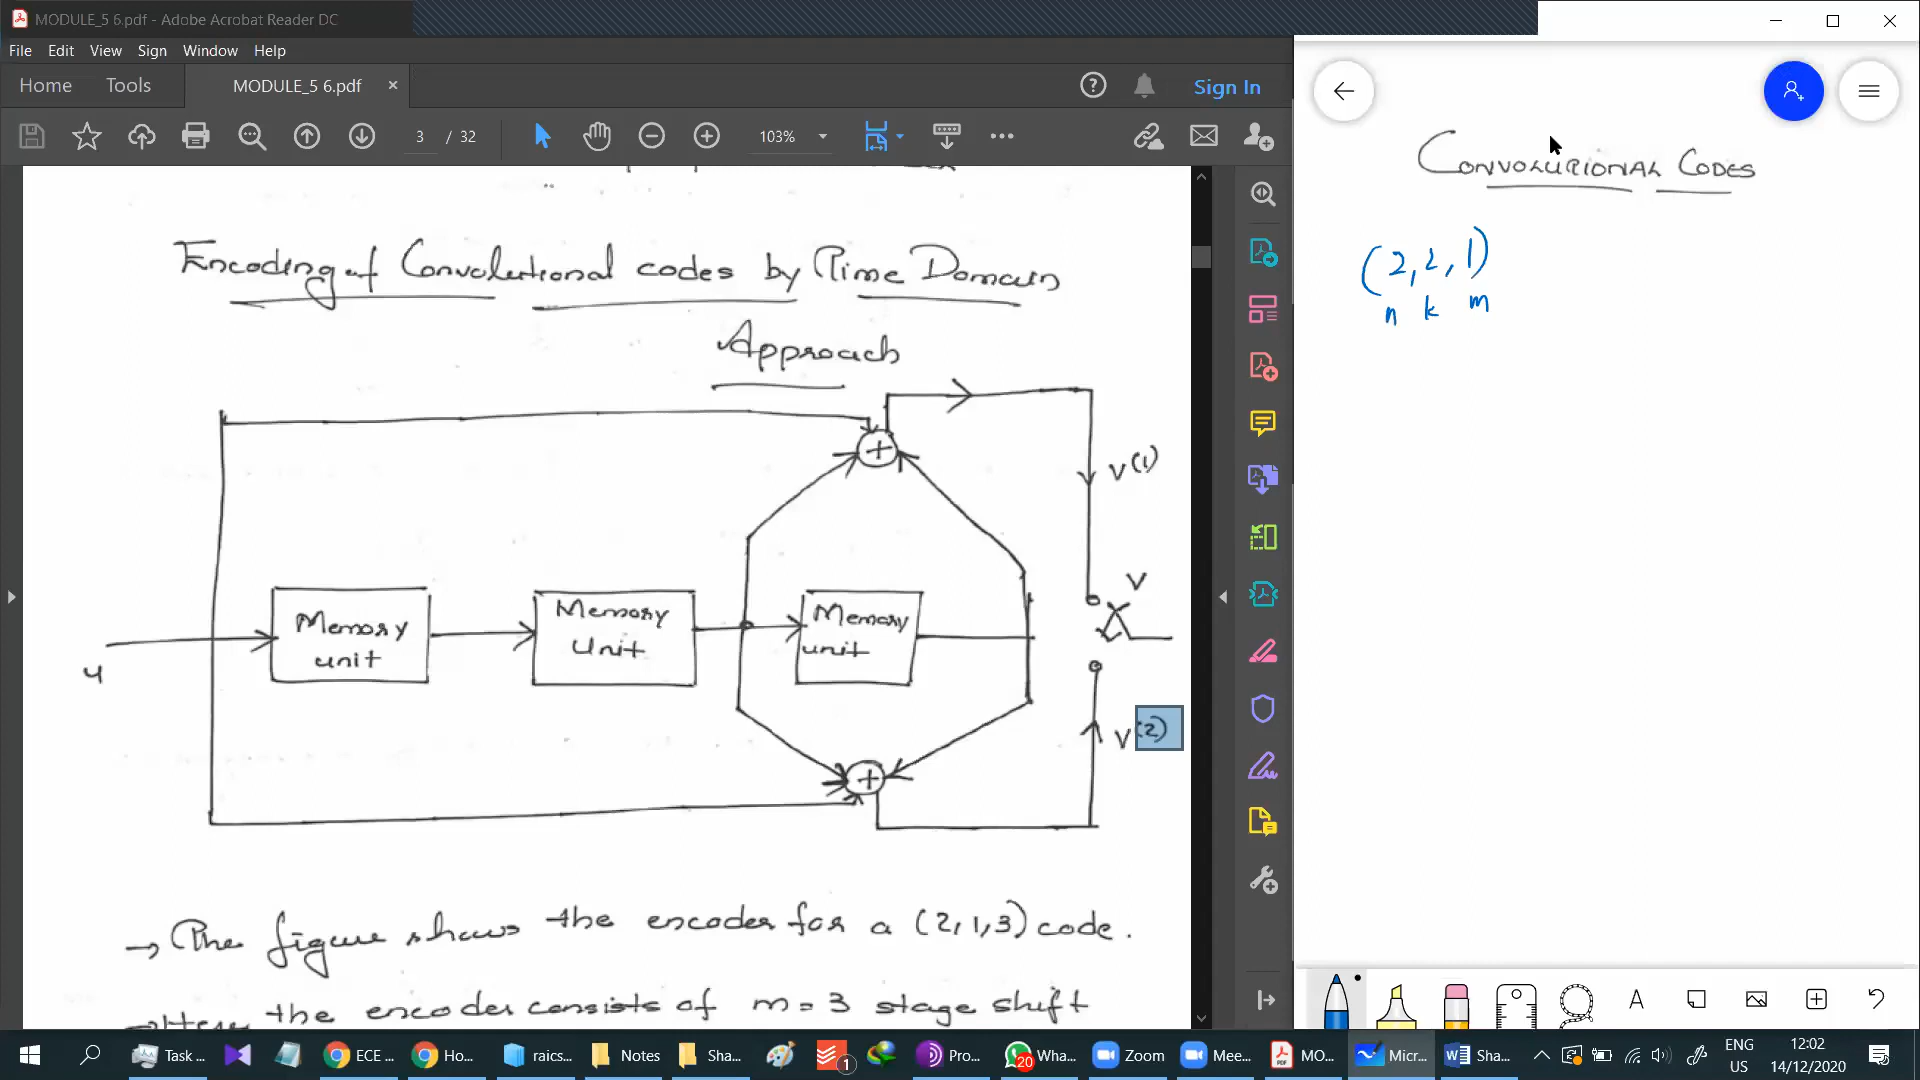 MODULE_5 6.pdf - Adobe Acrobat Reader DC
File Edit View Sign Window Help
Home Tools MODULE_5 6.pdf ×
Sign In
3 / 32 103%
Encoding of Convolutional codes by Time Domain
Approach
V(1)
V
Memory unit
Memory Unit
Memory unit
u
V(2)
→ The figure shows the encoder for a (2,1,3) code.
→ Here the encoder consists of m = 3 stage shift
CONVOLUTIONAL CODES
(2, 2, 1)
n k m
A
Task ...
ECE ...
Ho...
raics...
Notes
Sha...
1
Pro...
20
Wha...
Zoom
Mee...
MO...
Micr...
Sha...
ENG
US
12:02
14/12/2020